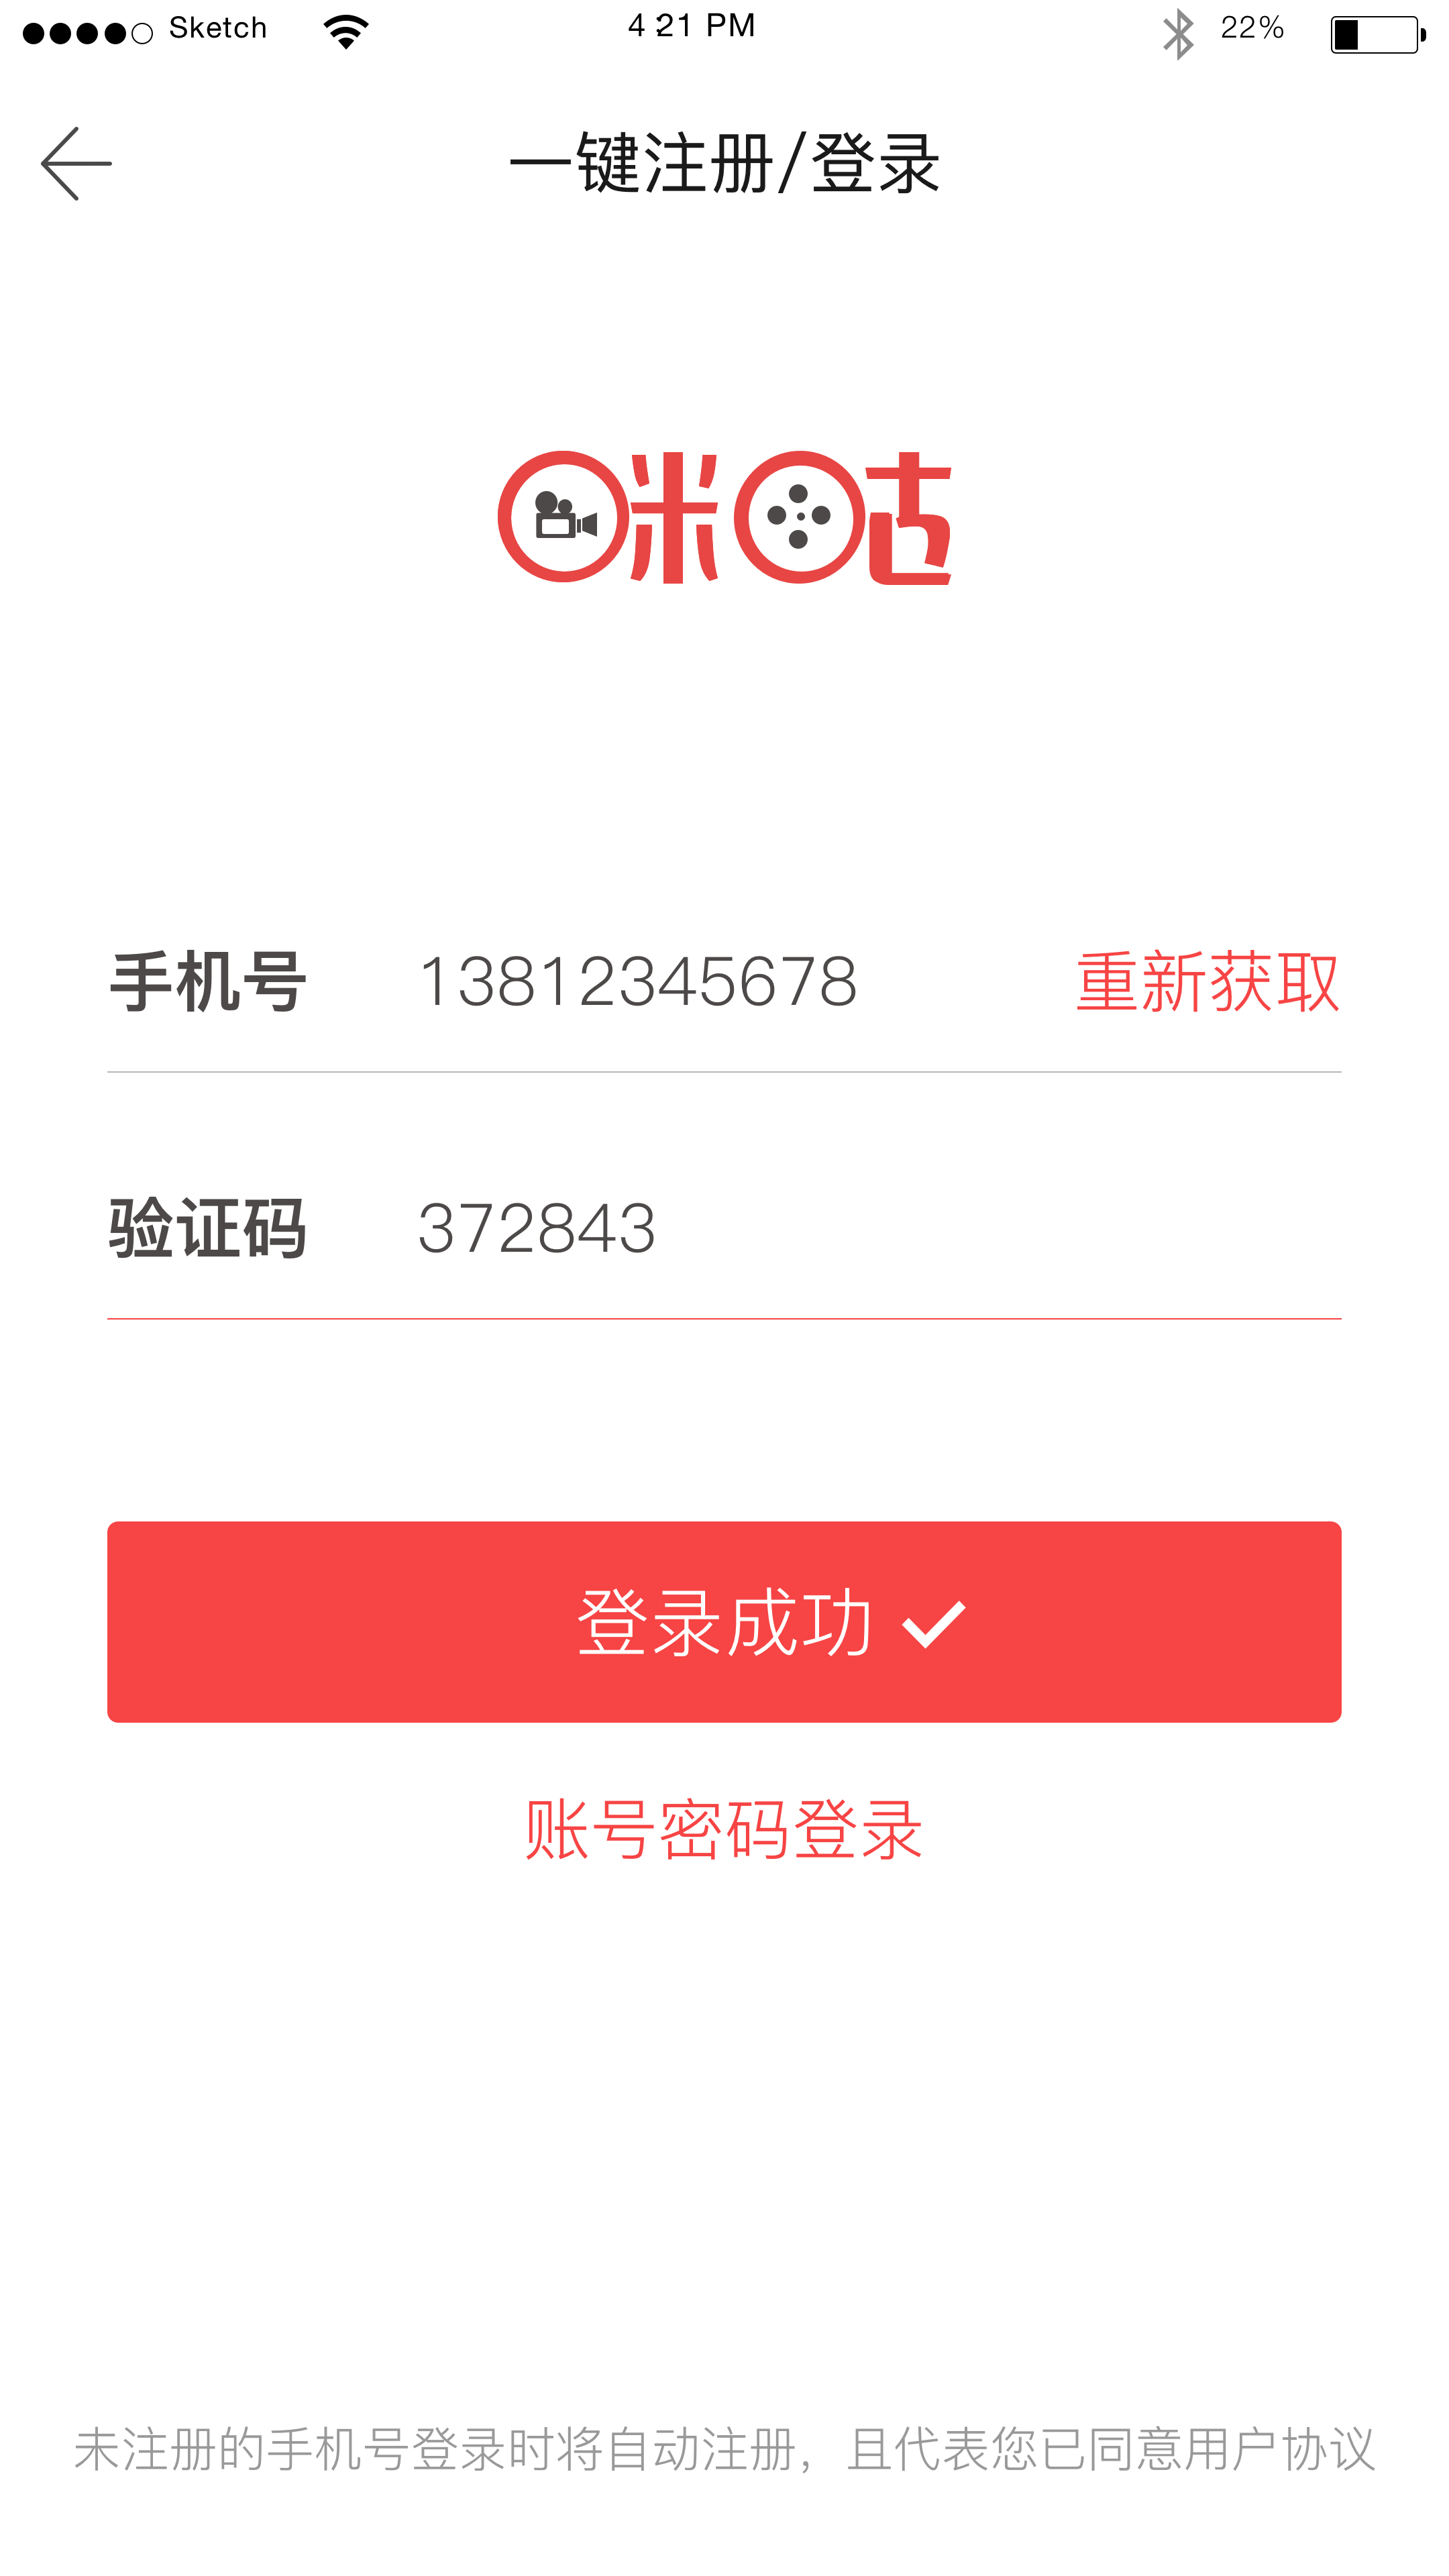 Sketch 4:21 PM 22%
一键注册/登录
咪咕
手机号 13812345678 重新获取
验证码 372843
登录成功
账号密码登录
未注册的手机号登录时将自动注册，且代表您已同意用户协议